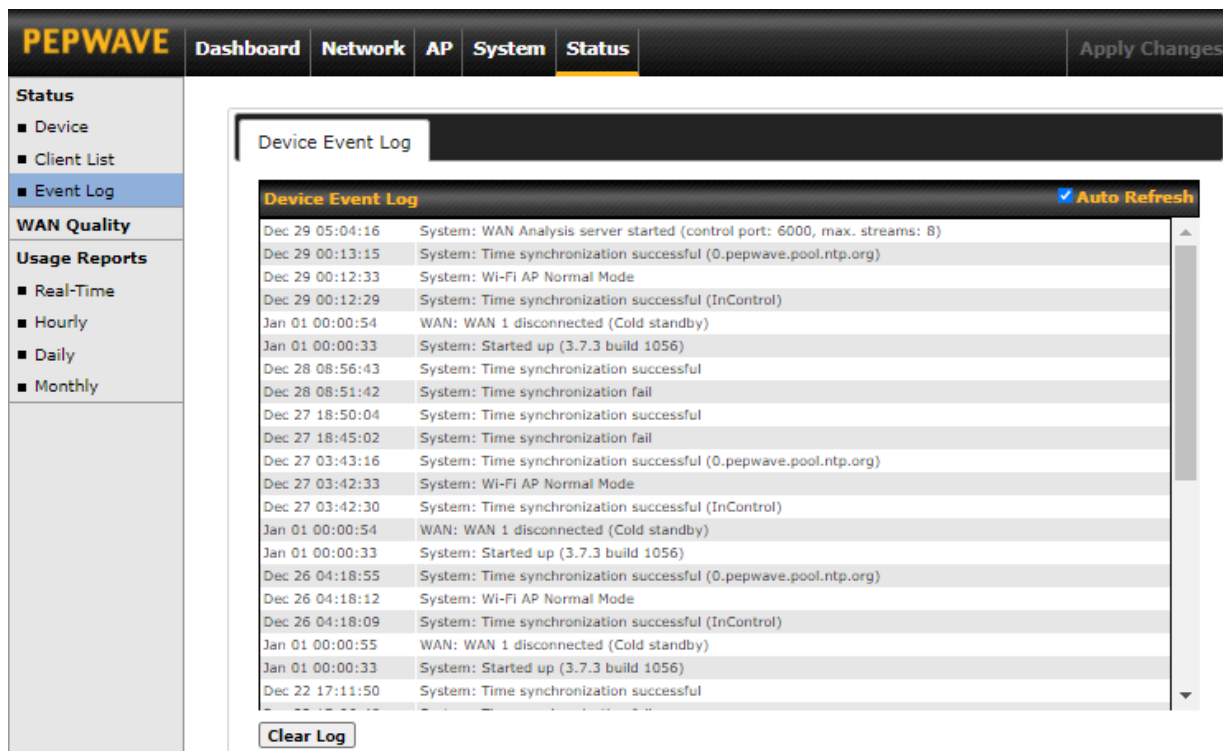 PEPWAVE
Dashboard Network AP System Status Apply Changes
Status
Device
Client List
Event Log
WAN Quality
Usage Reports
Real-Time
Hourly
Daily
Monthly
Device Event Log
Device Event Log Auto Refresh
Dec 29 05:04:16 System: WAN Analysis server started (control port: 6000, max. streams: 8)
Dec 29 00:13:15 System: Time synchronization successful (0.pepwave.pool.ntp.org)
Dec 29 00:12:33 System: Wi-Fi AP Normal Mode
Dec 29 00:12:29 System: Time synchronization successful (InControl)
Jan 01 00:00:54 WAN: WAN 1 disconnected (Cold standby)
Jan 01 00:00:33 System: Started up (3.7.3 build 1056)
Dec 28 08:56:43 System: Time synchronization successful
Dec 28 08:51:42 System: Time synchronization fail
Dec 27 18:50:04 System: Time synchronization successful
Dec 27 18:45:02 System: Time synchronization fail
Dec 27 03:43:16 System: Time synchronization successful (0.pepwave.pool.ntp.org)
Dec 27 03:42:33 System: Wi-Fi AP Normal Mode
Dec 27 03:42:30 System: Time synchronization successful (InControl)
Jan 01 00:00:54 WAN: WAN 1 disconnected (Cold standby)
Jan 01 00:00:33 System: Started up (3.7.3 build 1056)
Dec 26 04:18:55 System: Time synchronization successful (0.pepwave.pool.ntp.org)
Dec 26 04:18:12 System: Wi-Fi AP Normal Mode
Dec 26 04:18:09 System: Time synchronization successful (InControl)
Jan 01 00:00:55 WAN: WAN 1 disconnected (Cold standby)
Jan 01 00:00:33 System: Started up (3.7.3 build 1056)
Dec 22 17:11:50 System: Time synchronization successful
Clear Log